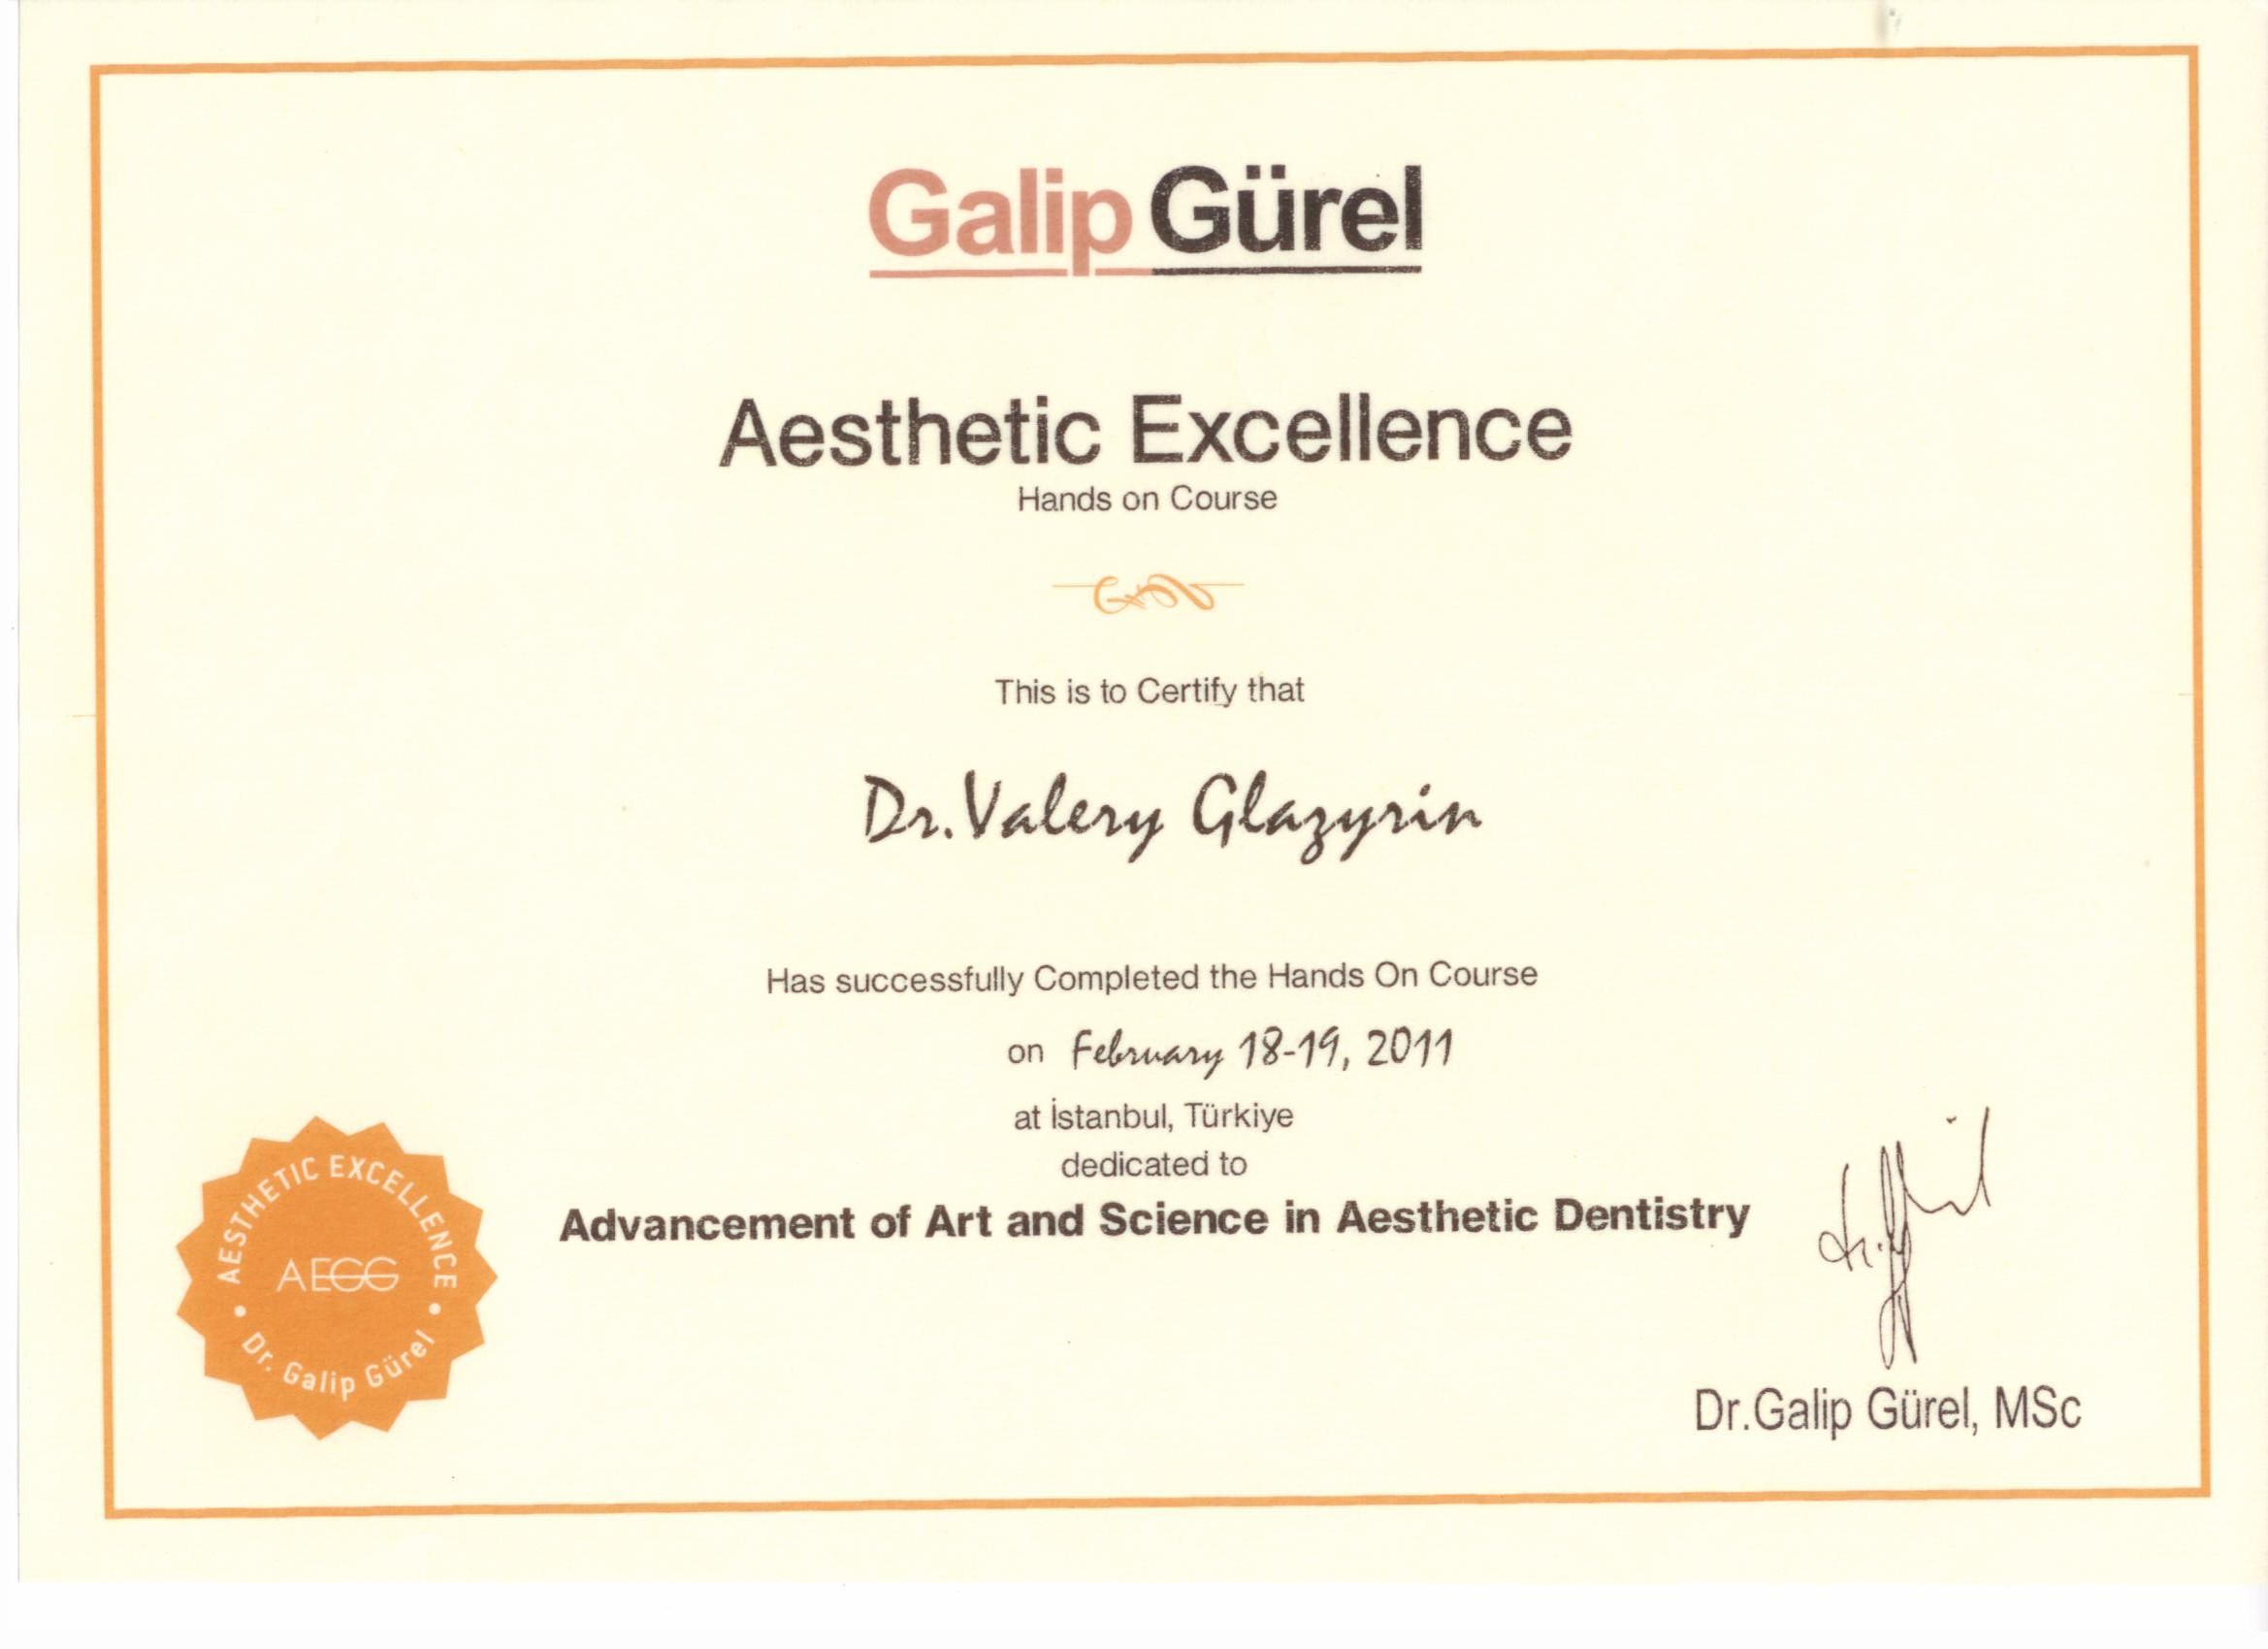 Galip Gürel
Aesthetic Excellence
Hands on Course
This is to Certify that
Dr. Valery Glazyrin
Has successfully Completed the Hands On Course
on February 18-19, 2011
at İstanbul, Türkiye
dedicated to
Advancement of Art and Science in Aesthetic Dentistry
AESTHETIC EXCELLENCE
AEGG
Dr. Galip Gürel
Dr.Galip Gürel, MSc